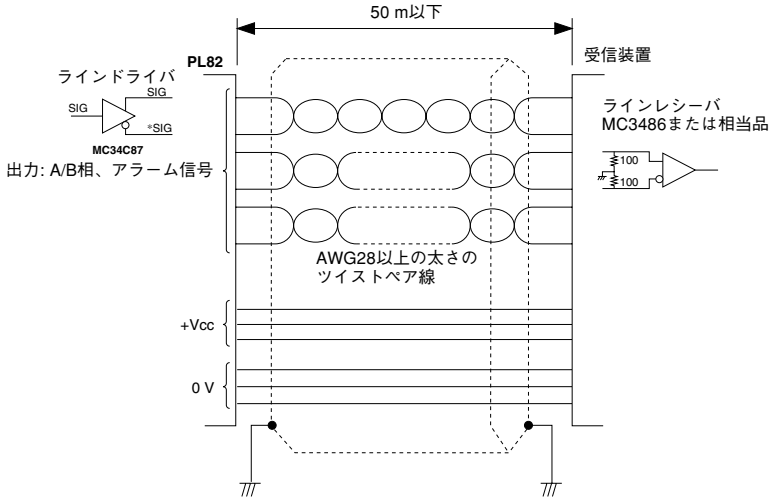 50 m以下
PL82
受信装置
ラインドライバ
SIG
SIG
*SIG
MC34C87
出力: A/B相、アラーム信号
ラインレシーバ
MC3486または相当品
100
100
AWG28以上の太さの
ツイストペア線
+Vcc
0 V